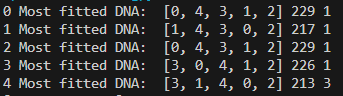 0 Most fitted DNA:  [0, 4, 3, 1, 2] 229 1
1 Most fitted DNA:  [1, 4, 3, 0, 2] 217 1
2 Most fitted DNA:  [0, 4, 3, 1, 2] 229 1
3 Most fitted DNA:  [3, 0, 4, 1, 2] 226 1
4 Most fitted DNA:  [3, 1, 4, 0, 2] 213 3